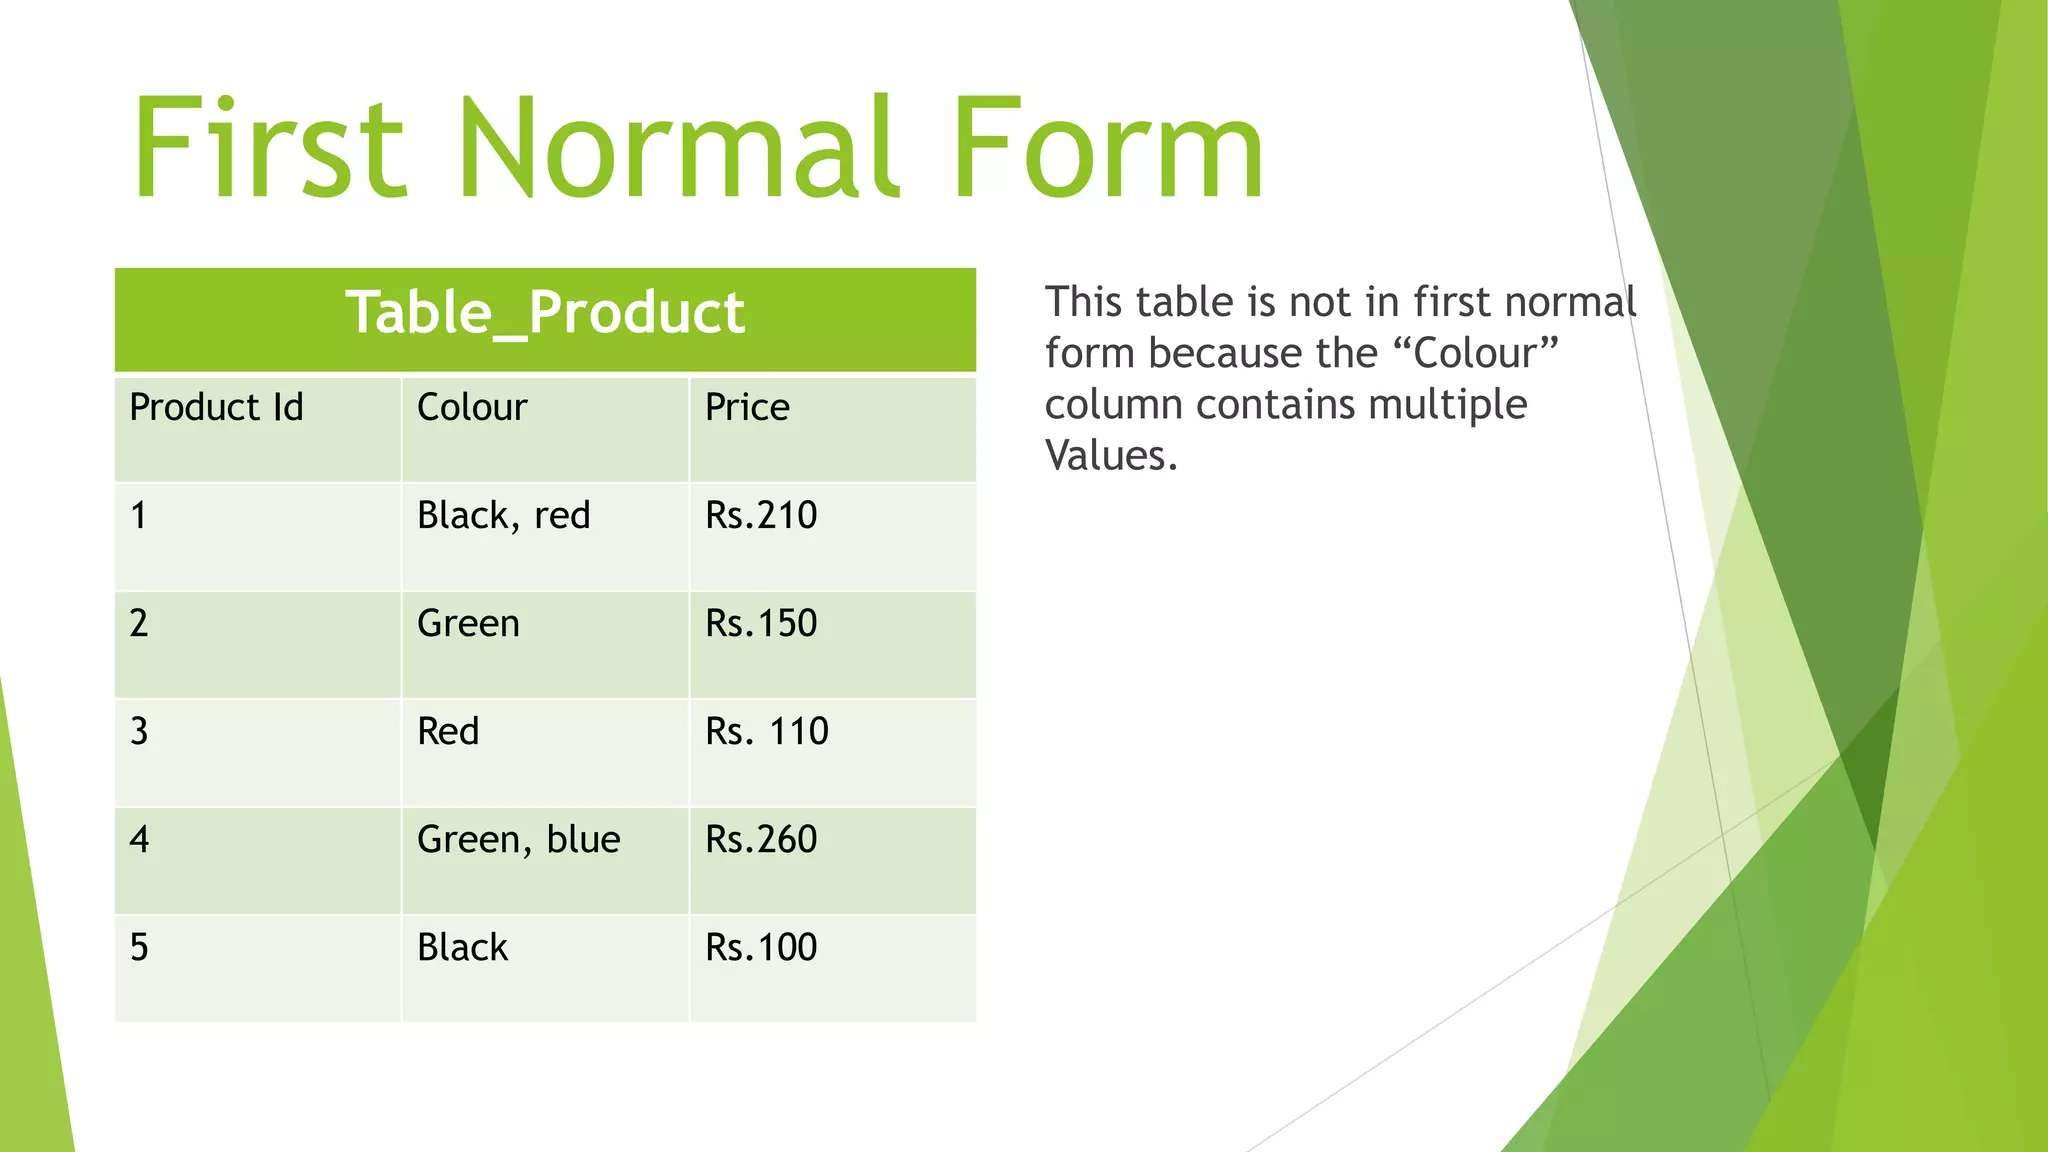 First Normal Form
Table_Product
Product Id Colour Price
1 Black, red Rs.210
2 Green Rs.150
3 Red Rs. 110
4 Green, blue Rs.260
5 Black Rs.100
This table is not in first normal
form because the “Colour”
column contains multiple
Values.